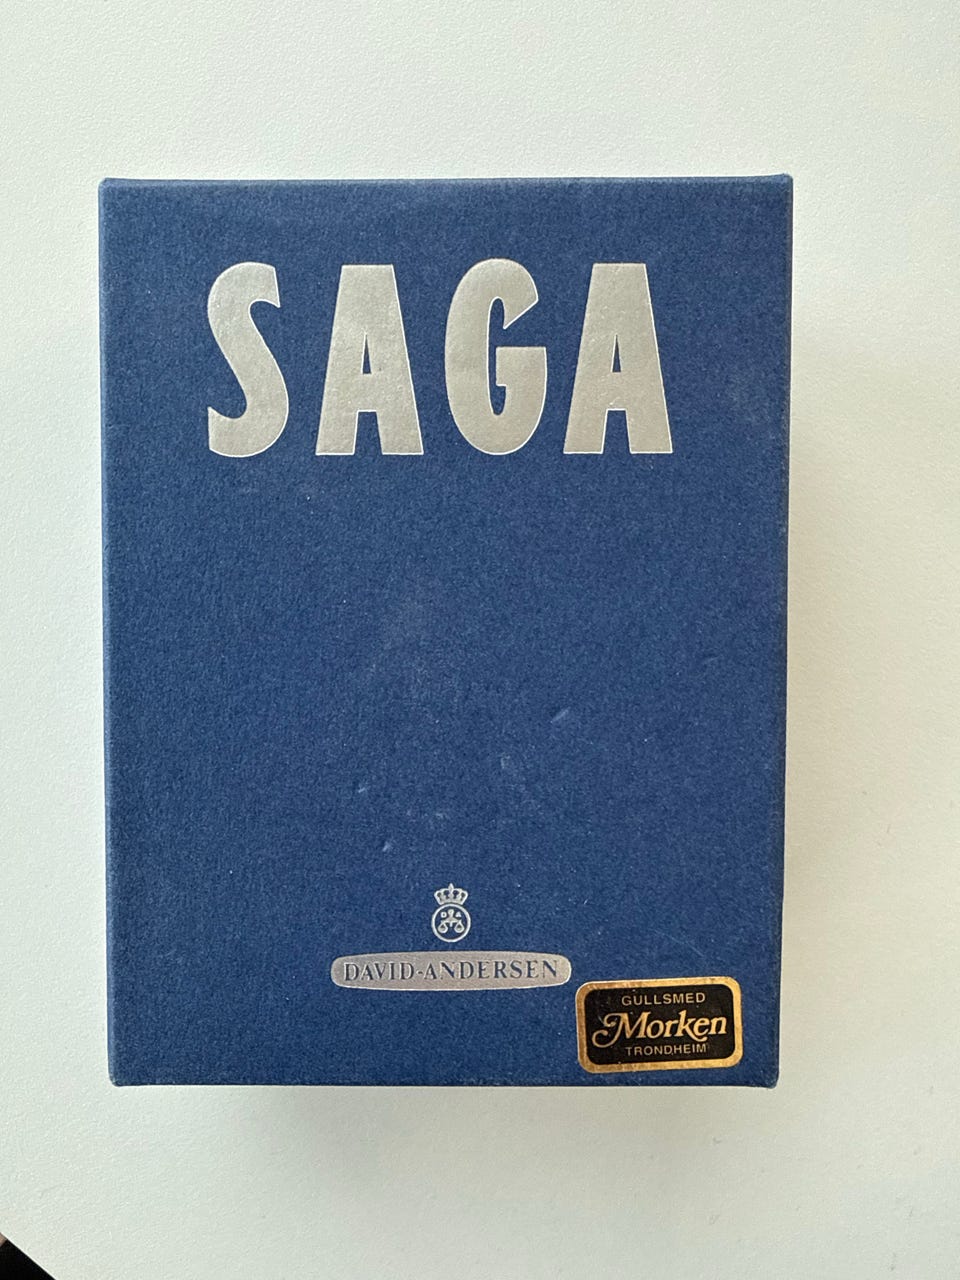 SAGA
DAVID-ANDERSEN
GULLSMED
Morken
TRONDHEIM